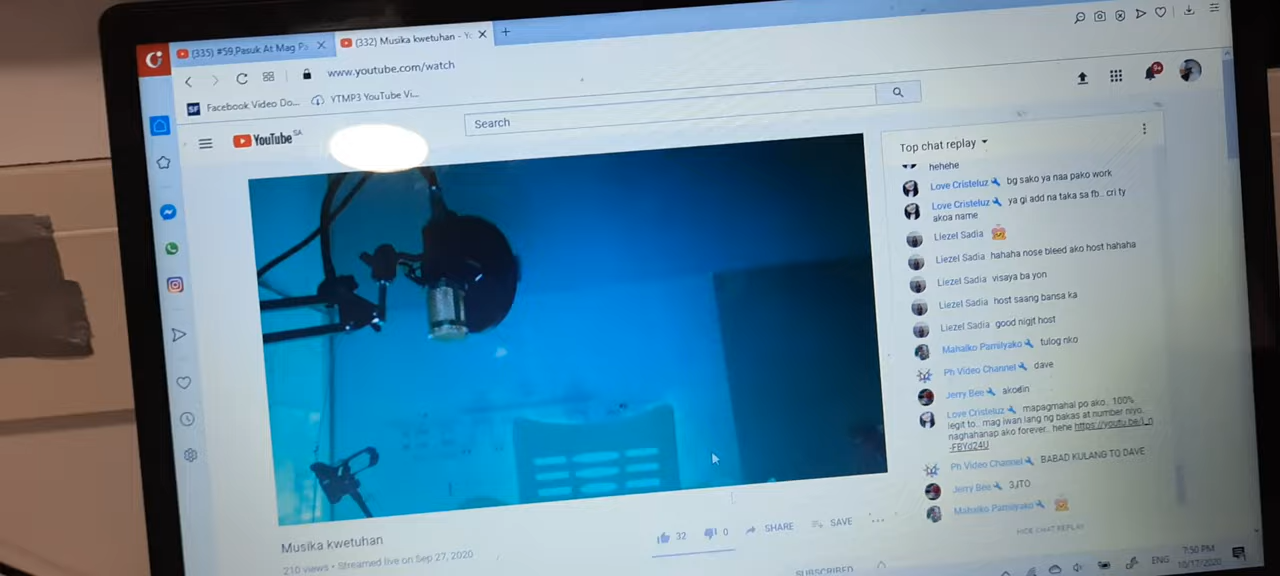 (335) #59,Pasuk At Mag Pa
(332) Musika kwetuhan - Yo
www.youtube.com/watch
Facebook Video Do...
YTMP3 YouTube Vi...
YouTube SA
Search
9+
Top chat replay
hehehe
Love Cristeluz bg sako ya naa pako work
Love Cristeluz ya gi add na taka sa fb.. cri ty
akoa name
Liezel Sadia
Liezel Sadia hahaha nose bleed ako host hahaha
Liezel Sadia visaya ba yon
Liezel Sadia host saang bansa ka
Liezel Sadia good nigjt host
Mahalko Pamilyako tulog nko
Ph Video Channel dave
Jerry Bee akodin
Love Cristeluz mapagmahal po ako.. 100%
legit to.. mag iwan lang ng bakas at number niyo.
naghahanap ako forever.. hehe
Ph Video Channel BABAD KULANG TO DAVE
Jerry Bee
Mahalko Pamilyako
HIDE CHAT REPLAY
Musika kwetuhan
32
0
SHARE
SAVE
210 views • Streamed live on Sep 27, 2020
SUBSCRIBED
ENG
7:50 PM
10/17/2020